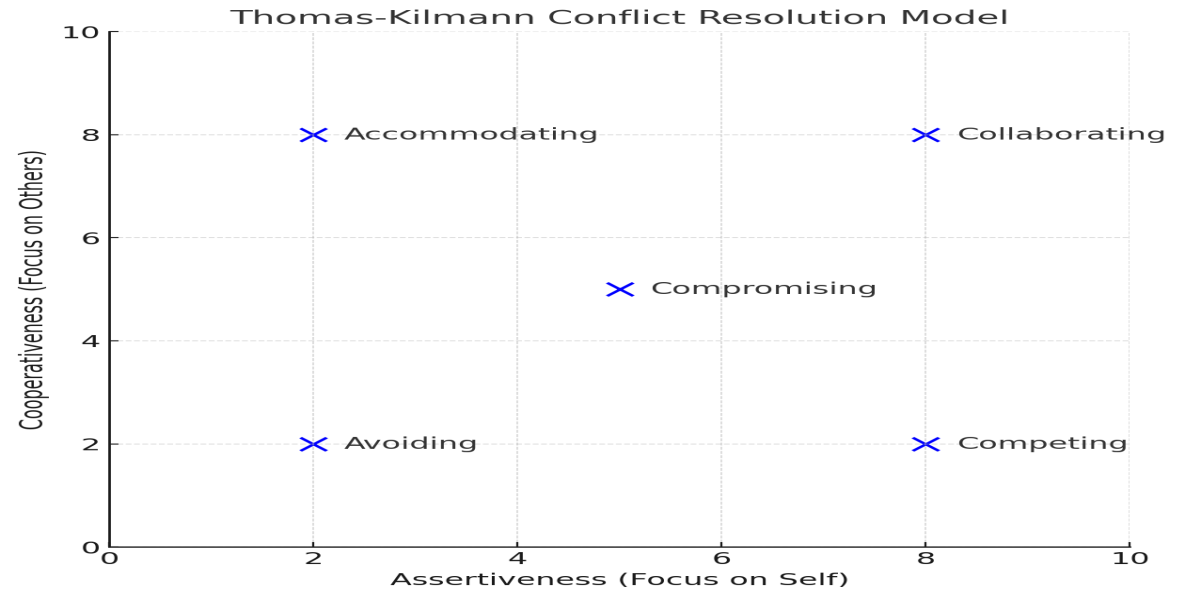 Thomas-Kilmann Conflict Resolution Model
10
8
6
4
2
0
Cooperativeness (Focus on Others)
Accommodating
Collaborating
Compromising
Avoiding
Competing
0 2 4 6 8 10
Assertiveness (Focus on Self)